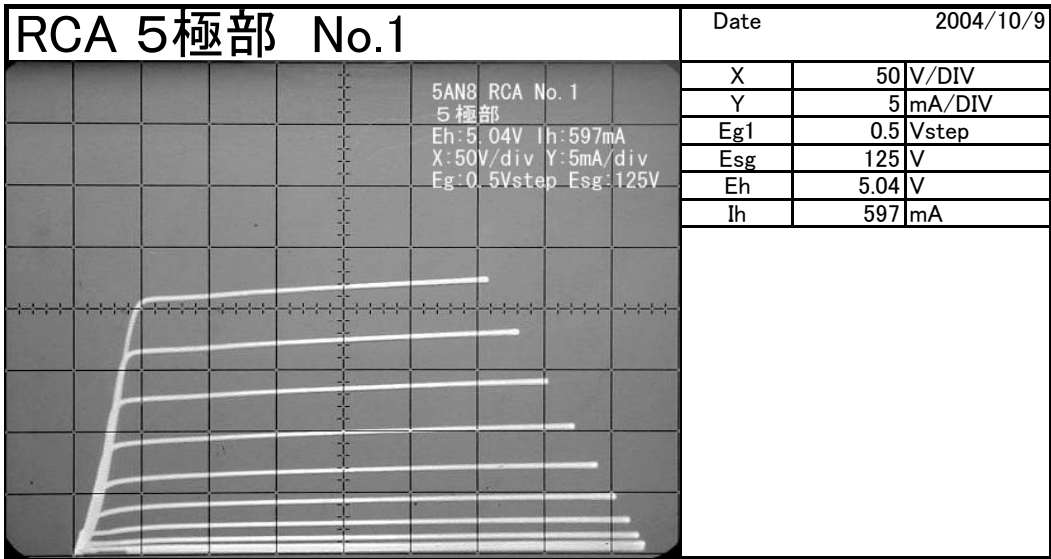 RCA 5極部 No.1
Date 2004/10/9
X 50 V/DIV
Y 5 mA/DIV
Eg1 0.5 Vstep
Esg 125 V
Eh 5.04 V
Ih 597 mA
5AN8 RCA No.1
5極部
Eh:5.04V Ih:597mA
X:50V/div Y:5mA/div
Eg:0.5Vstep Esg:125V